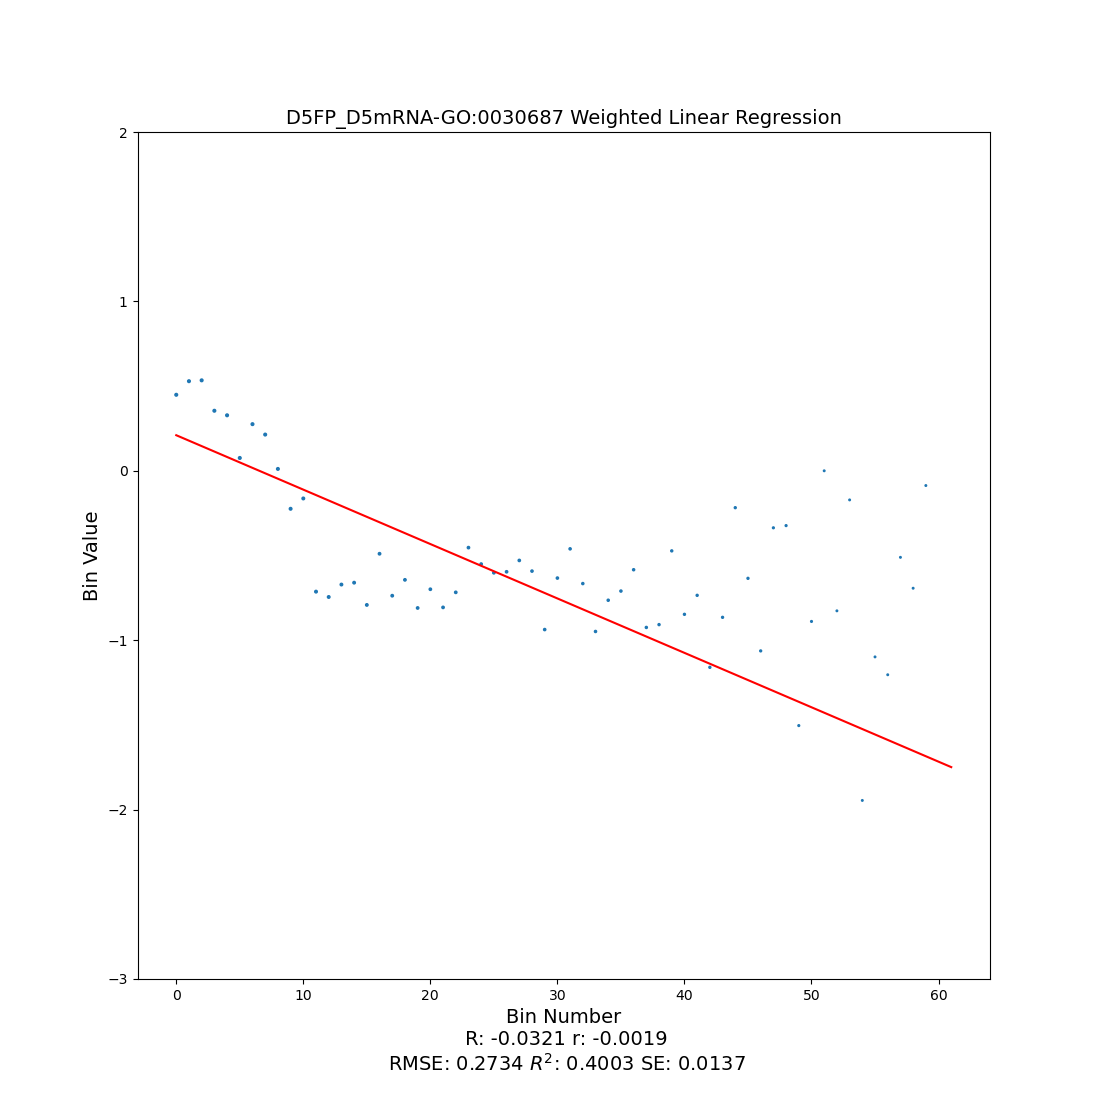 D5FP_D5mRNA-GO:0030687 Weighted Linear Regression
2
1
0
−1
−2
−3
Bin Value
0 10 20 30 40 50 60
Bin Number
R: -0.0321 r: -0.0019
RMSE: 0.2734 R²: 0.4003 SE: 0.0137